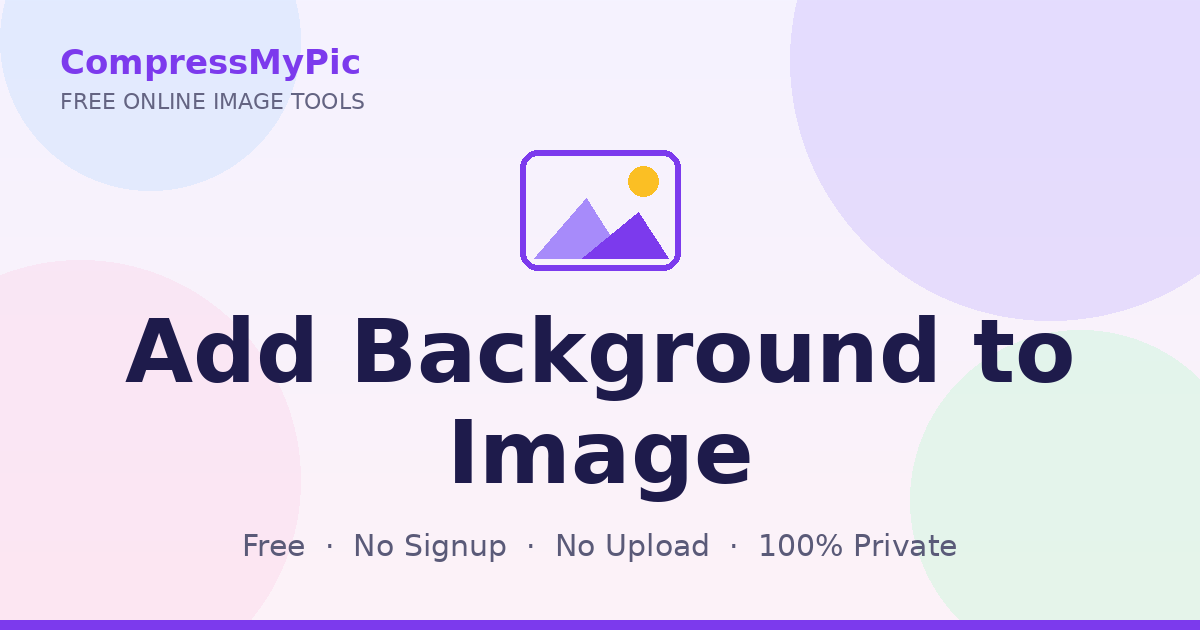 CompressMyPic
FREE ONLINE IMAGE TOOLS
Add Background to
Image
Free · No Signup · No Upload · 100% Private